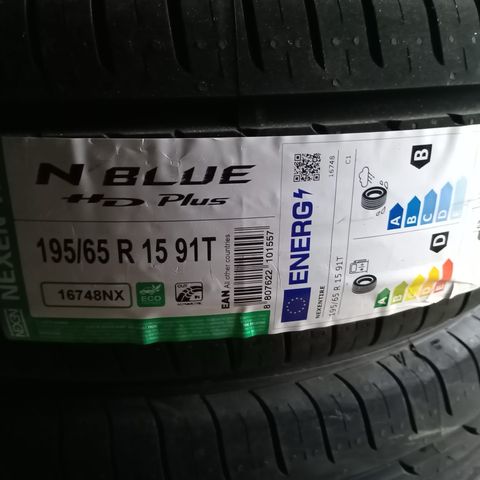 NEXEN
N BLUE
HD Plus
195/65 R 15 91T
16748NX
ECO
EAN All other countries
8 807622 101557
NEXEN
ENERG
16748
C1
NEXENTIRE
195/65 R 15 91T
B
A B C D E
D
A B C D E